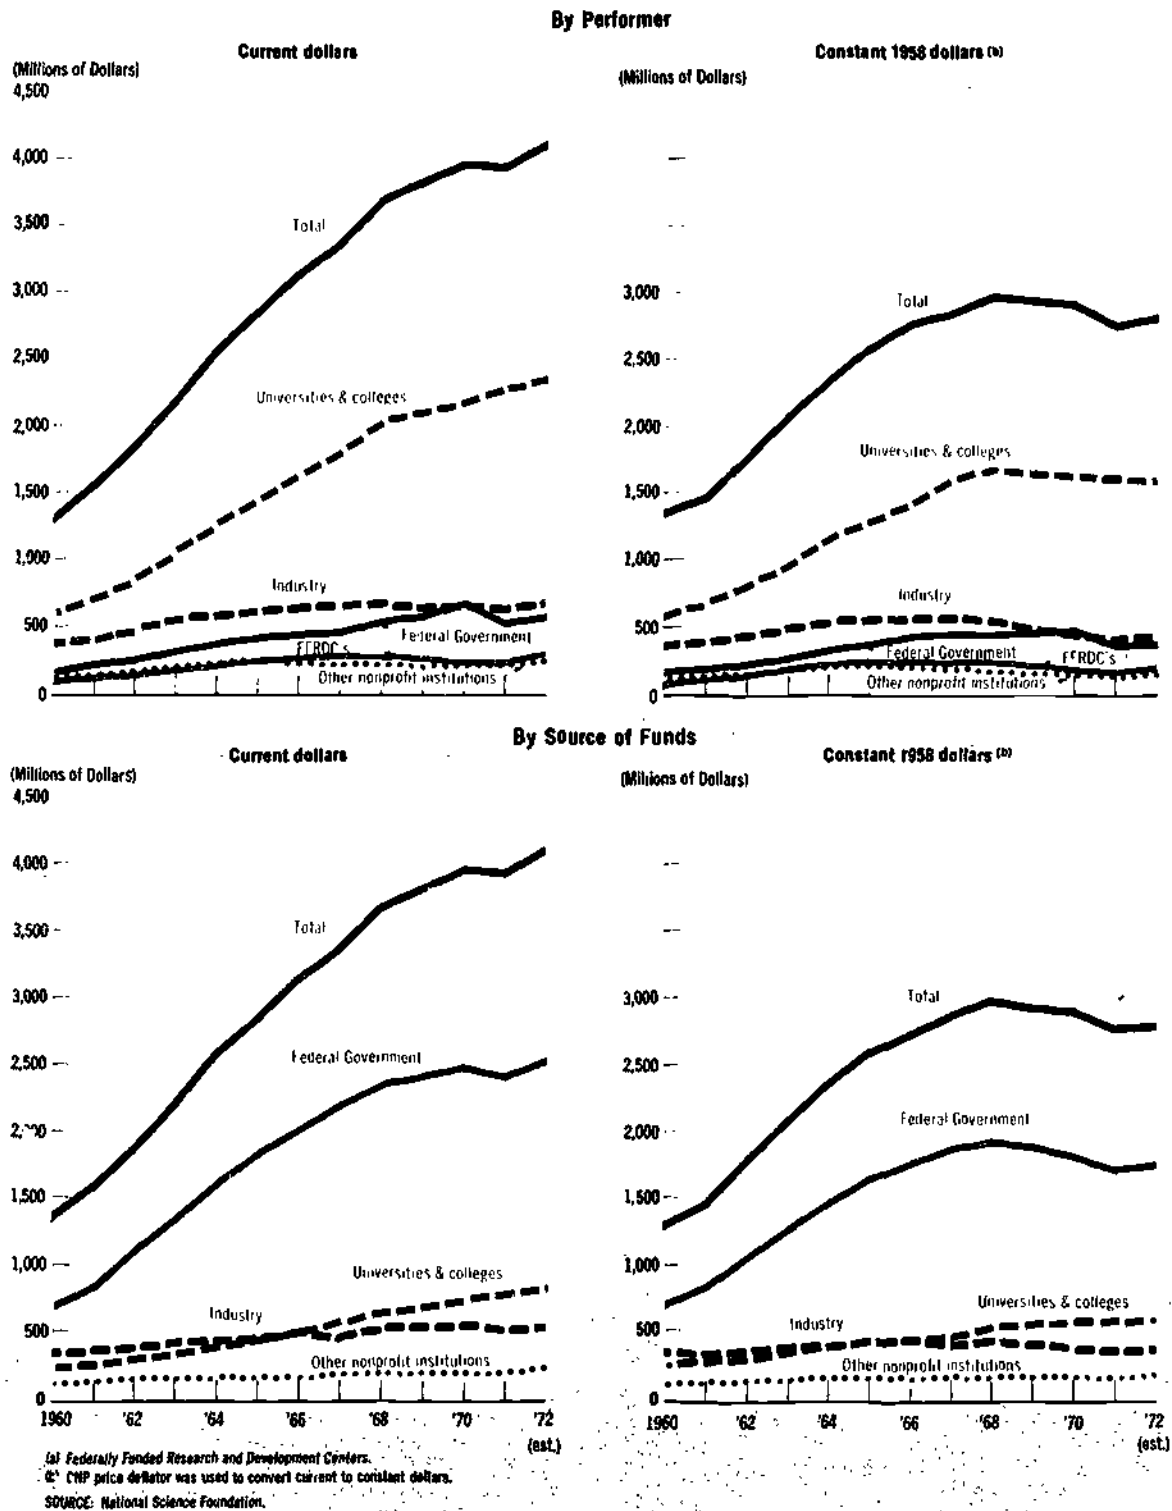 By Performer
Current dollars
Constant 1958 dollars (b)
(Millions of Dollars)
(Millions of Dollars)
4,500
4,000
3,500
3,000
2,500
2,000
1,500
1,000
500
0
Total
Universities & colleges
Industry
Federal Government
Other nonprofit institutions
3,000
2,500
2,000
1,500
1,000
500
0
Total
Universities & colleges
Industry
Federal Government
Other nonprofit institutions
By Source of Funds
Current dollars
Constant 1958 dollars (b)
(Millions of Dollars)
(Millions of Dollars)
4,500
4,000
3,500
3,000
2,500
1,500
1,000
500
0
Total
Federal Government
Universities & colleges
Industry
Other nonprofit institutions
1960 '62 '64 '66 '68 '70 '72
(est.)
3,000
2,500
2,000
1,500
1,000
500
0
Total
Federal Government
Universities & colleges
Industry
Other nonprofit institutions
1960 '62 '64 '66 '68 '70 '72
(est.)
(a) Federally Funded Research and Development Centers.
price deflator was used to convert current to constant dollars.
SOURCE: National Science Foundation.